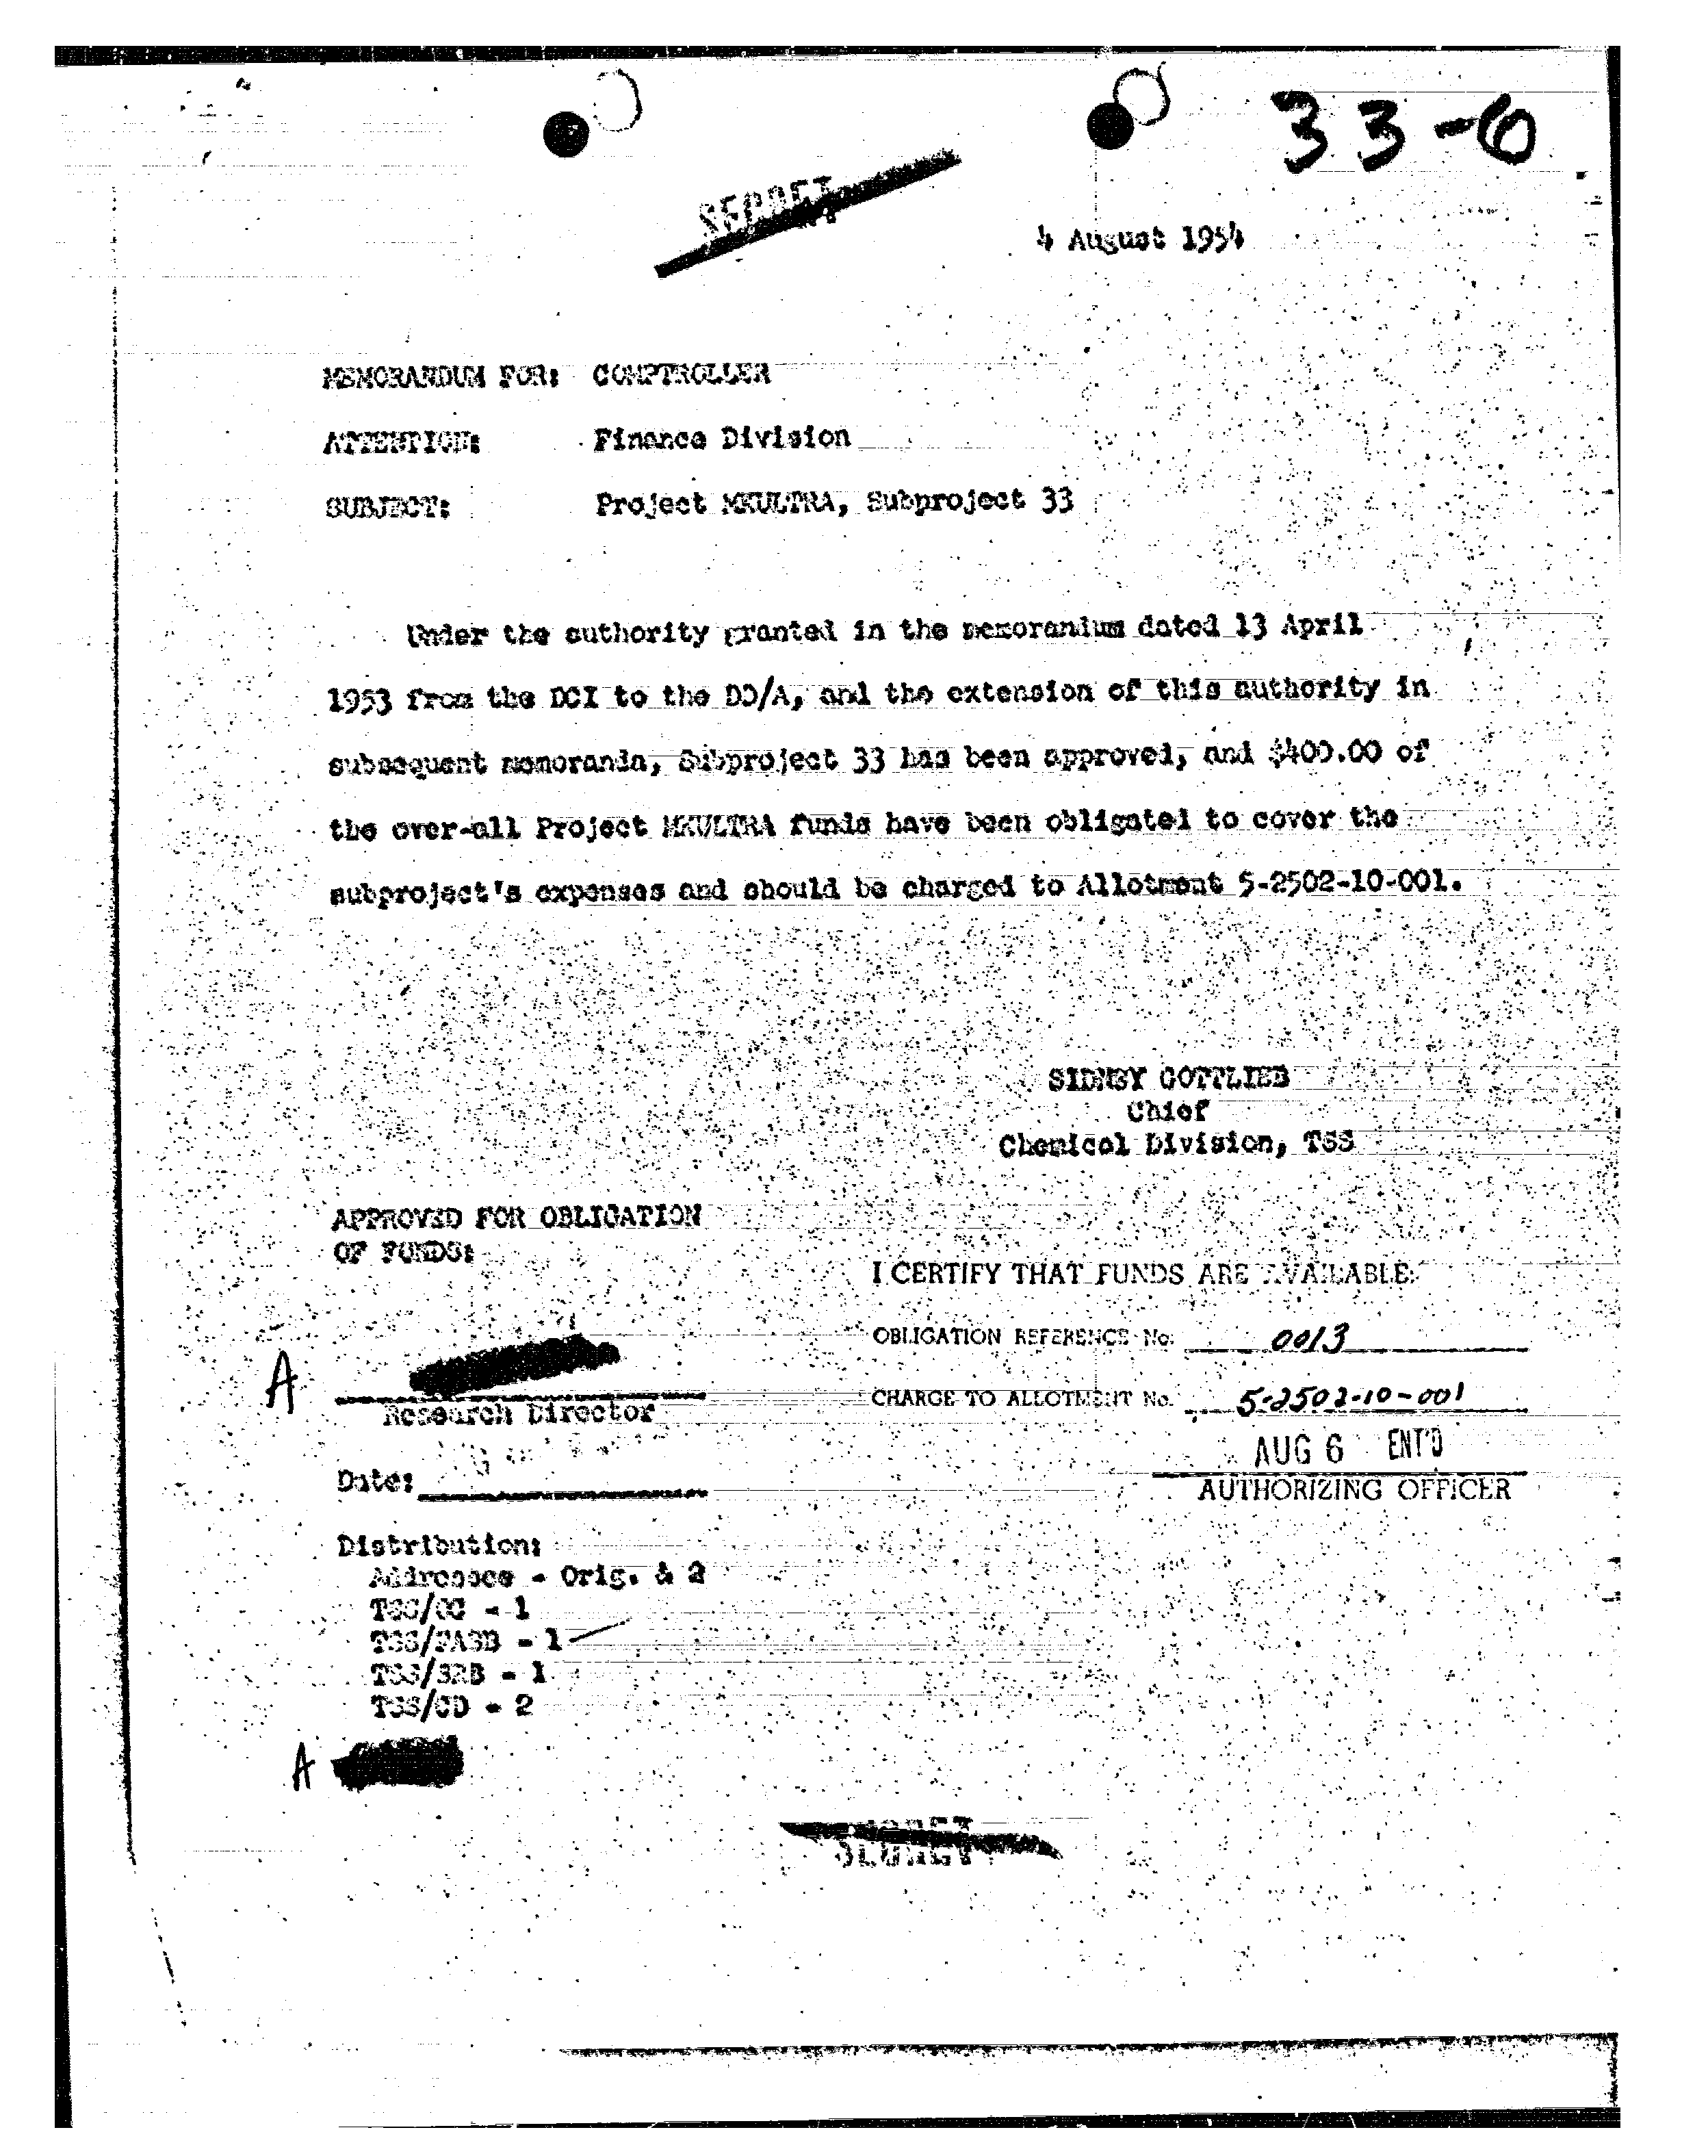 33-6
SECRET
4 August 1954
MEMORANDUM FOR: COMPTROLLER
ATTENTION: Finance Division
SUBJECT: Project MKULTRA, Subproject 33
Under the authority granted in the memorandum dated 13 April
1953 from the DCI to the DD/A, and the extension of this authority in
subsequent memoranda, Subproject 33 has been approved, and $400.00 of
the over-all Project MKULTRA funds have been obligated to cover the
subproject's expenses and should be charged to Allotment 5-2502-10-001.
SIDNEY GOTTLIEB
Chief
Chemical Division, TSS
APPROVED FOR OBLIGATION
OF FUNDS:
I CERTIFY THAT FUNDS ARE AVAILABLE:
OBLIGATION REFERENCE No. 0013
A
CHARGE TO ALLOTMENT No. 5-2502-10-001
Research Director
AUG 6 ENT'D
Date:
AUTHORIZING OFFICER
Distribution:
Addressee - Orig. & 2
TSS/OC - 1
TSS/FASB - 1
TSS/SRB - 1
TSS/CD - 2
A
SECRET